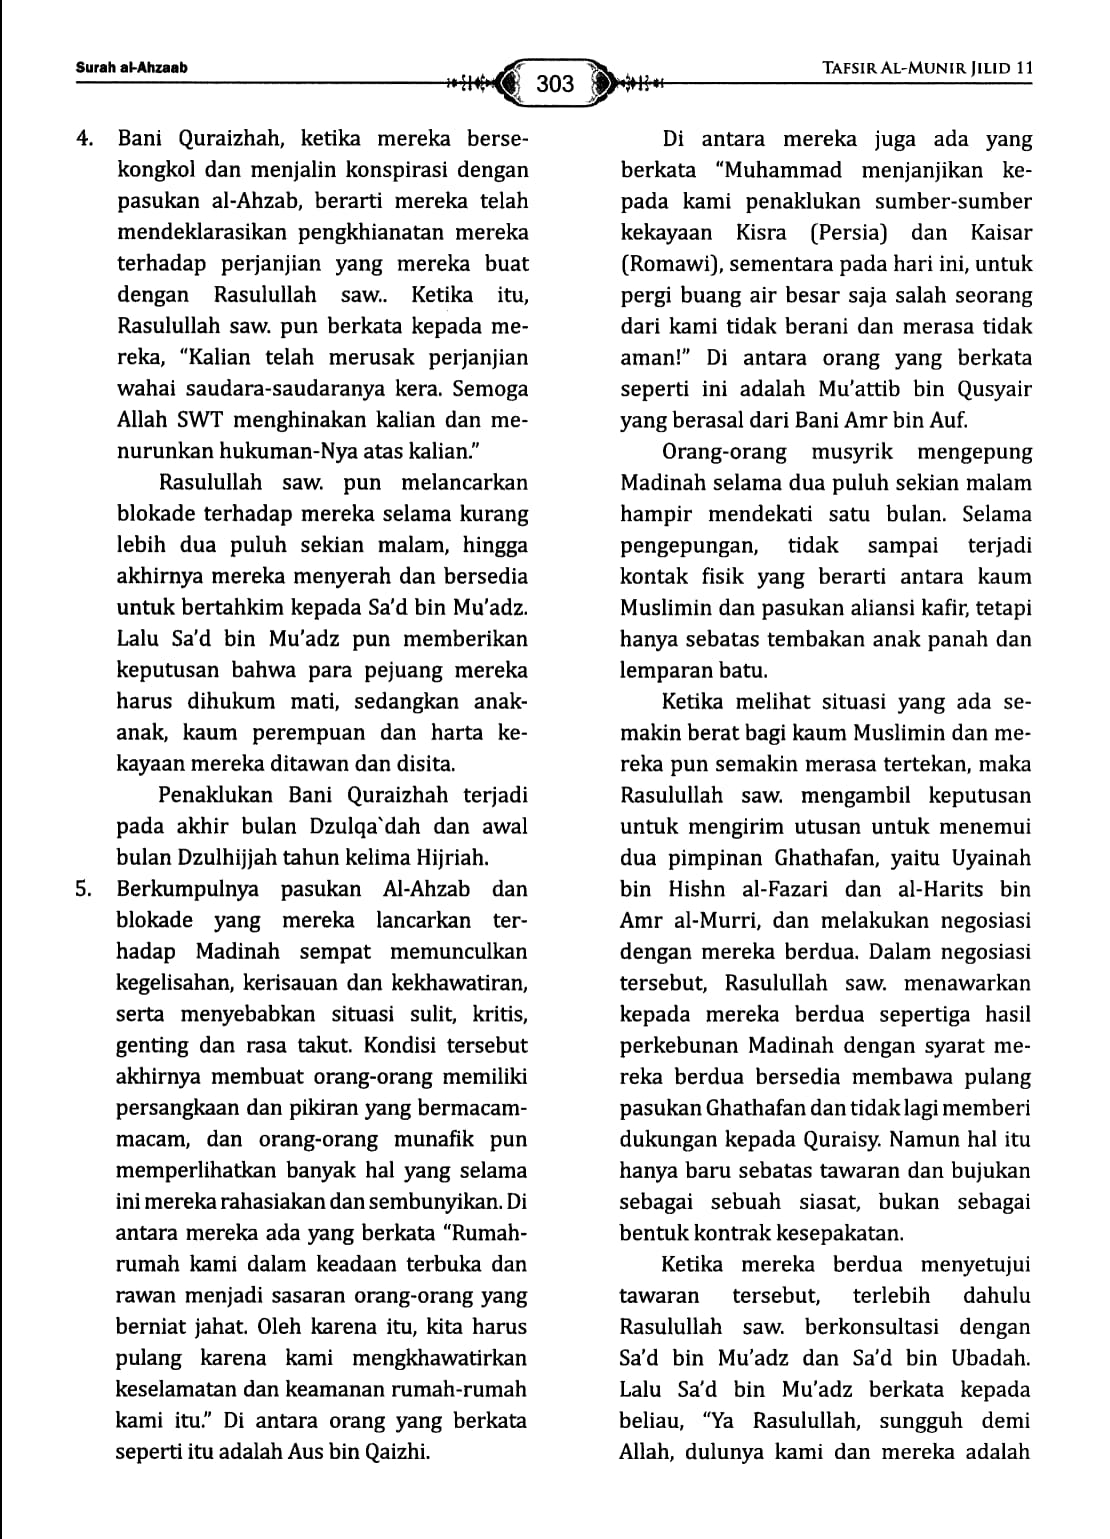 Surah al-Ahzaab
303
TAFSIR AL-MUNIR JILID 11
4. Bani Quraizhah, ketika mereka berse-
kongkol dan menjalin konspirasi dengan
pasukan al-Ahzab, berarti mereka telah
mendeklarasikan pengkhianatan mereka
terhadap perjanjian yang mereka buat
dengan Rasulullah saw.. Ketika itu,
Rasulullah saw. pun berkata kepada me-
reka, “Kalian telah merusak perjanjian
wahai saudara-saudaranya kera. Semoga
Allah SWT menghinakan kalian dan me-
nurunkan hukuman-Nya atas kalian.”
Rasulullah saw. pun melancarkan
blokade terhadap mereka selama kurang
lebih dua puluh sekian malam, hingga
akhirnya mereka menyerah dan bersedia
untuk bertahkim kepada Sa’d bin Mu’adz.
Lalu Sa’d bin Mu’adz pun memberikan
keputusan bahwa para pejuang mereka
harus dihukum mati, sedangkan anak-
anak, kaum perempuan dan harta ke-
kayaan mereka ditawan dan disita.
Penaklukan Bani Quraizhah terjadi
pada akhir bulan Dzulqa`dah dan awal
bulan Dzulhijjah tahun kelima Hijriah.
5. Berkumpulnya pasukan Al-Ahzab dan
blokade yang mereka lancarkan ter-
hadap Madinah sempat memunculkan
kegelisahan, kerisauan dan kekhawatiran,
serta menyebabkan situasi sulit, kritis,
genting dan rasa takut. Kondisi tersebut
akhirnya membuat orang-orang memiliki
persangkaan dan pikiran yang bermacam-
macam, dan orang-orang munafik pun
memperlihatkan banyak hal yang selama
ini mereka rahasiakan dan sembunyikan. Di
antara mereka ada yang berkata “Rumah-
rumah kami dalam keadaan terbuka dan
rawan menjadi sasaran orang-orang yang
berniat jahat. Oleh karena itu, kita harus
pulang karena kami mengkhawatirkan
keselamatan dan keamanan rumah-rumah
kami itu.” Di antara orang yang berkata
seperti itu adalah Aus bin Qaizhi.
Di antara mereka juga ada yang
berkata “Muhammad menjanjikan ke-
pada kami penaklukan sumber-sumber
kekayaan Kisra (Persia) dan Kaisar
(Romawi), sementara pada hari ini, untuk
pergi buang air besar saja salah seorang
dari kami tidak berani dan merasa tidak
aman!” Di antara orang yang berkata
seperti ini adalah Mu’attib bin Qusyair
yang berasal dari Bani Amr bin Auf.
Orang-orang musyrik mengepung
Madinah selama dua puluh sekian malam
hampir mendekati satu bulan. Selama
pengepungan, tidak sampai terjadi
kontak fisik yang berarti antara kaum
Muslimin dan pasukan aliansi kafir, tetapi
hanya sebatas tembakan anak panah dan
lemparan batu.
Ketika melihat situasi yang ada se-
makin berat bagi kaum Muslimin dan me-
reka pun semakin merasa tertekan, maka
Rasulullah saw. mengambil keputusan
untuk mengirim utusan untuk menemui
dua pimpinan Ghathafan, yaitu Uyainah
bin Hishn al-Fazari dan al-Harits bin
Amr al-Murri, dan melakukan negosiasi
dengan mereka berdua. Dalam negosiasi
tersebut, Rasulullah saw. menawarkan
kepada mereka berdua sepertiga hasil
perkebunan Madinah dengan syarat me-
reka berdua bersedia membawa pulang
pasukan Ghathafan dan tidak lagi memberi
dukungan kepada Quraisy. Namun hal itu
hanya baru sebatas tawaran dan bujukan
sebagai sebuah siasat, bukan sebagai
bentuk kontrak kesepakatan.
Ketika mereka berdua menyetujui
tawaran tersebut, terlebih dahulu
Rasulullah saw. berkonsultasi dengan
Sa’d bin Mu’adz dan Sa’d bin Ubadah.
Lalu Sa’d bin Mu’adz berkata kepada
beliau, “Ya Rasulullah, sungguh demi
Allah, dulunya kami dan mereka adalah